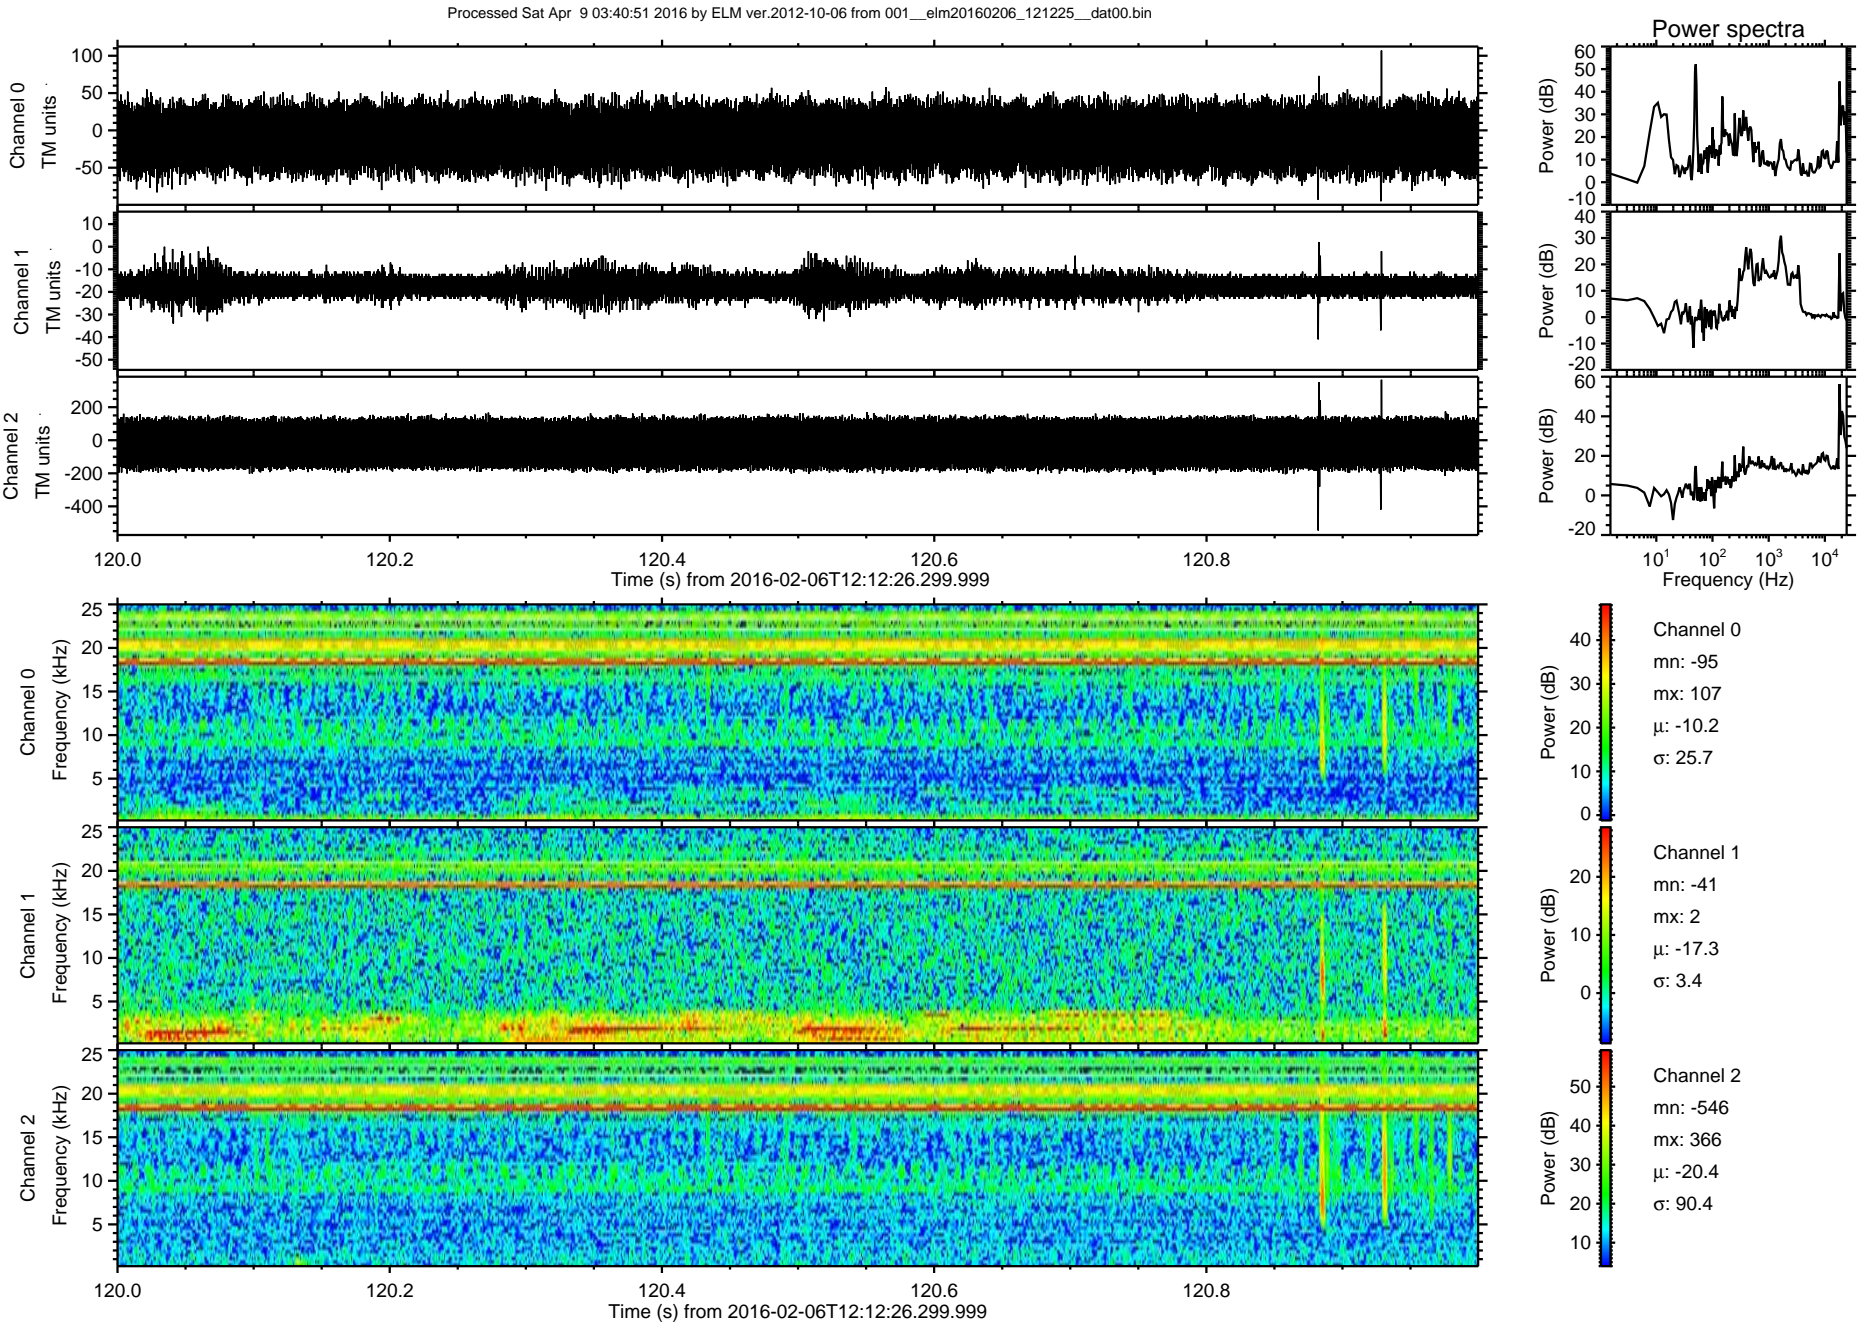 Processed Sat Apr  9 03:40:51 2016 by ELM ver.2012-10-06 from 001__elm20160206_121225__dat00.bin
Power spectra
Channel 0
TM units
100
50
0
-50
Power (dB)
60
50
40
30
20
10
0
-10
Channel 1
TM units
10
0
-10
-20
-30
-40
-50
Power (dB)
40
30
20
10
0
-10
-20
Channel 2
TM units
200
0
-200
-400
Power (dB)
60
40
20
0
-20
120.0 120.2 120.4 120.6 120.8
Time (s) from 2016-02-06T12:12:26.299.999
10¹ 10² 10³ 10⁴
Frequency (Hz)
Channel 0
Frequency (kHz)
25
20
15
10
5
Power (dB)
40
30
20
10
0
Channel 0
mn: -95
mx: 107
μ: -10.2
σ: 25.7
Channel 1
Frequency (kHz)
25
20
15
10
5
Power (dB)
20
10
0
Channel 1
mn: -41
mx: 2
μ: -17.3
σ: 3.4
Channel 2
Frequency (kHz)
25
20
15
10
5
Power (dB)
50
40
30
20
10
Channel 2
mn: -546
mx: 366
μ: -20.4
σ: 90.4
120.0 120.2 120.4 120.6 120.8
Time (s) from 2016-02-06T12:12:26.299.999